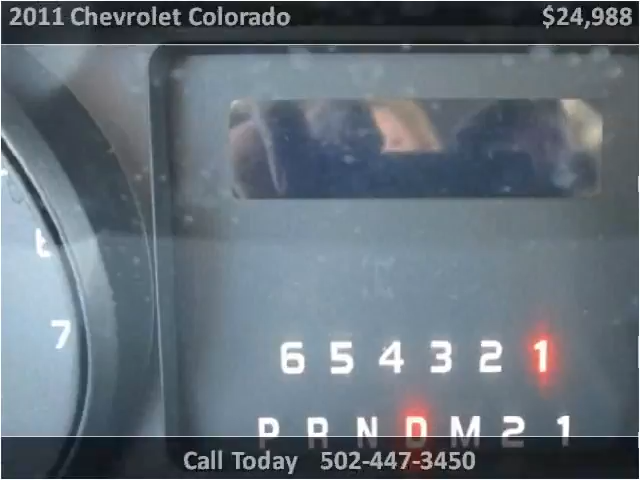 2011 Chevrolet Colorado $24,988
7
6 5 4 3 2 1
P R N D M 2 1
Call Today 502-447-3450